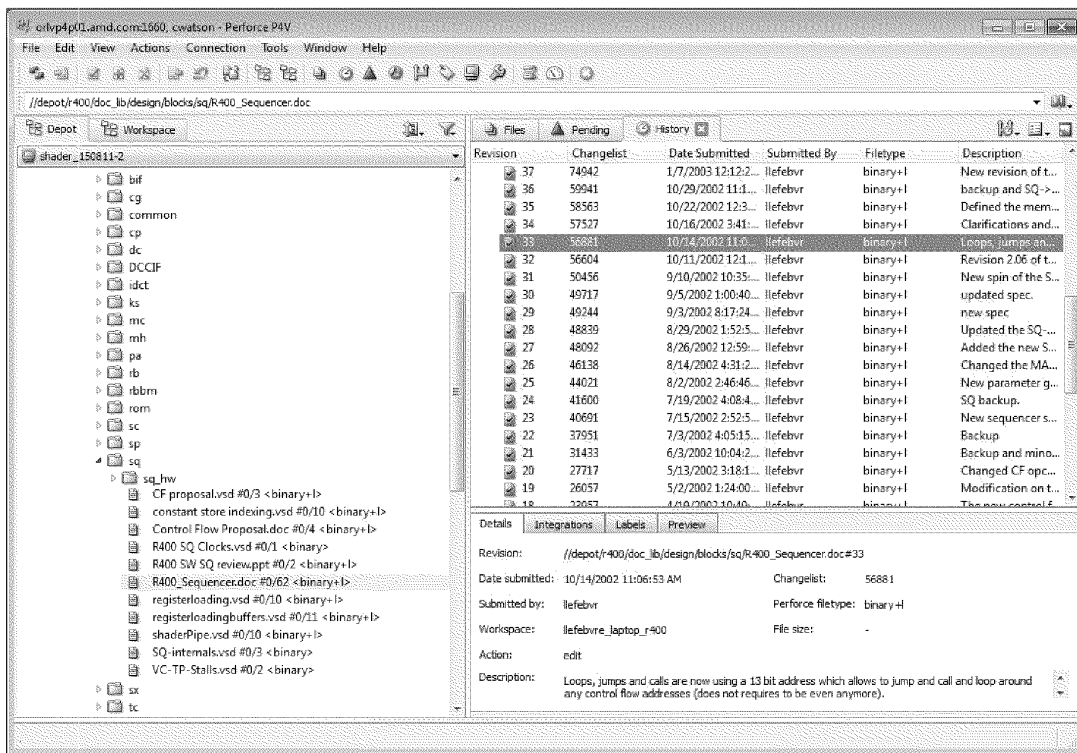 orlvp4p01.amd.com:1660, cwatson - Perforce P4V
File Edit View Actions Connection Tools Window Help
//depot/r400/doc_lib/design/blocks/sq/R400_Sequencer.doc
Depot Workspace
shader_150811-2
bif
cg
common
cp
dc
DCCIF
idct
ks
mc
mh
pa
rb
rbbm
rom
sc
sp
sq
sq_hw
CF proposal.vsd #0/3 <binary+l>
constant store indexing.vsd #0/10 <binary+l>
Control Flow Proposal.doc #0/4 <binary+l>
R400 SQ Clocks.vsd #0/1 <binary>
R400 SW SQ review.ppt #0/2 <binary+l>
R400_Sequencer.doc #0/62 <binary+l>
registerloading.vsd #0/10 <binary+l>
registerloadingbuffers.vsd #0/11 <binary+l>
shaderPipe.vsd #0/10 <binary+l>
SQ-internals.vsd #0/3 <binary>
VC-TP-Stalls.vsd #0/2 <binary>
sx
tc
Files Pending History
Revision Changelist Date Submitted Submitted By Filetype Description
37 74942 1/7/2003 12:12:2... llefebvr binary+l New revision of t...
36 59941 10/29/2002 11:1... llefebvr binary+l backup and SQ->...
35 58563 10/22/2002 12:3... llefebvr binary+l Defined the mem...
34 57527 10/16/2002 3:41:... llefebvr binary+l Clarifications and...
33 56881 10/14/2002 11:0... llefebvr binary+l Loops, jumps an...
32 56604 10/11/2002 12:1... llefebvr binary+l Revision 2.06 of t...
31 50456 9/10/2002 10:35:... llefebvr binary+l New spin of the S...
30 49717 9/5/2002 1:00:40... llefebvr binary+l updated spec.
29 49244 9/3/2002 8:17:24... llefebvr binary+l new spec
28 48839 8/29/2002 1:52:5... llefebvr binary+l Updated the SQ-...
27 48092 8/26/2002 12:59:... llefebvr binary+l Added the new S...
26 46138 8/14/2002 4:31:2... llefebvr binary+l Changed the MA...
25 44021 8/2/2002 2:46:46... llefebvr binary+l New parameter g...
24 41600 7/19/2002 4:08:4... llefebvr binary+l SQ backup.
23 40691 7/15/2002 2:52:5... llefebvr binary+l New sequencer s...
22 37951 7/3/2002 4:05:15... llefebvr binary+l Backup
21 31433 6/3/2002 10:04:2... llefebvr binary+l Backup and mino...
20 27717 5/13/2002 3:18:1... llefebvr binary+l Changed CF opc...
19 26057 5/2/2002 1:24:00... llefebvr binary+l Modification on t...
18 23957 4/19/2002 10:40:... llefebvr binary+l The new control f...
Details Integrations Labels Preview
Revision: //depot/r400/doc_lib/design/blocks/sq/R400_Sequencer.doc#33
Date submitted: 10/14/2002 11:06:53 AM Changelist: 56881
Submitted by: llefebvr Perforce filetype: binary+l
Workspace: llefebvre_laptop_r400 File size: -
Action: edit
Description: Loops, jumps and calls are now using a 13 bit address which allows to jump and call and loop around
any control flow addresses (does not requires to be even anymore).